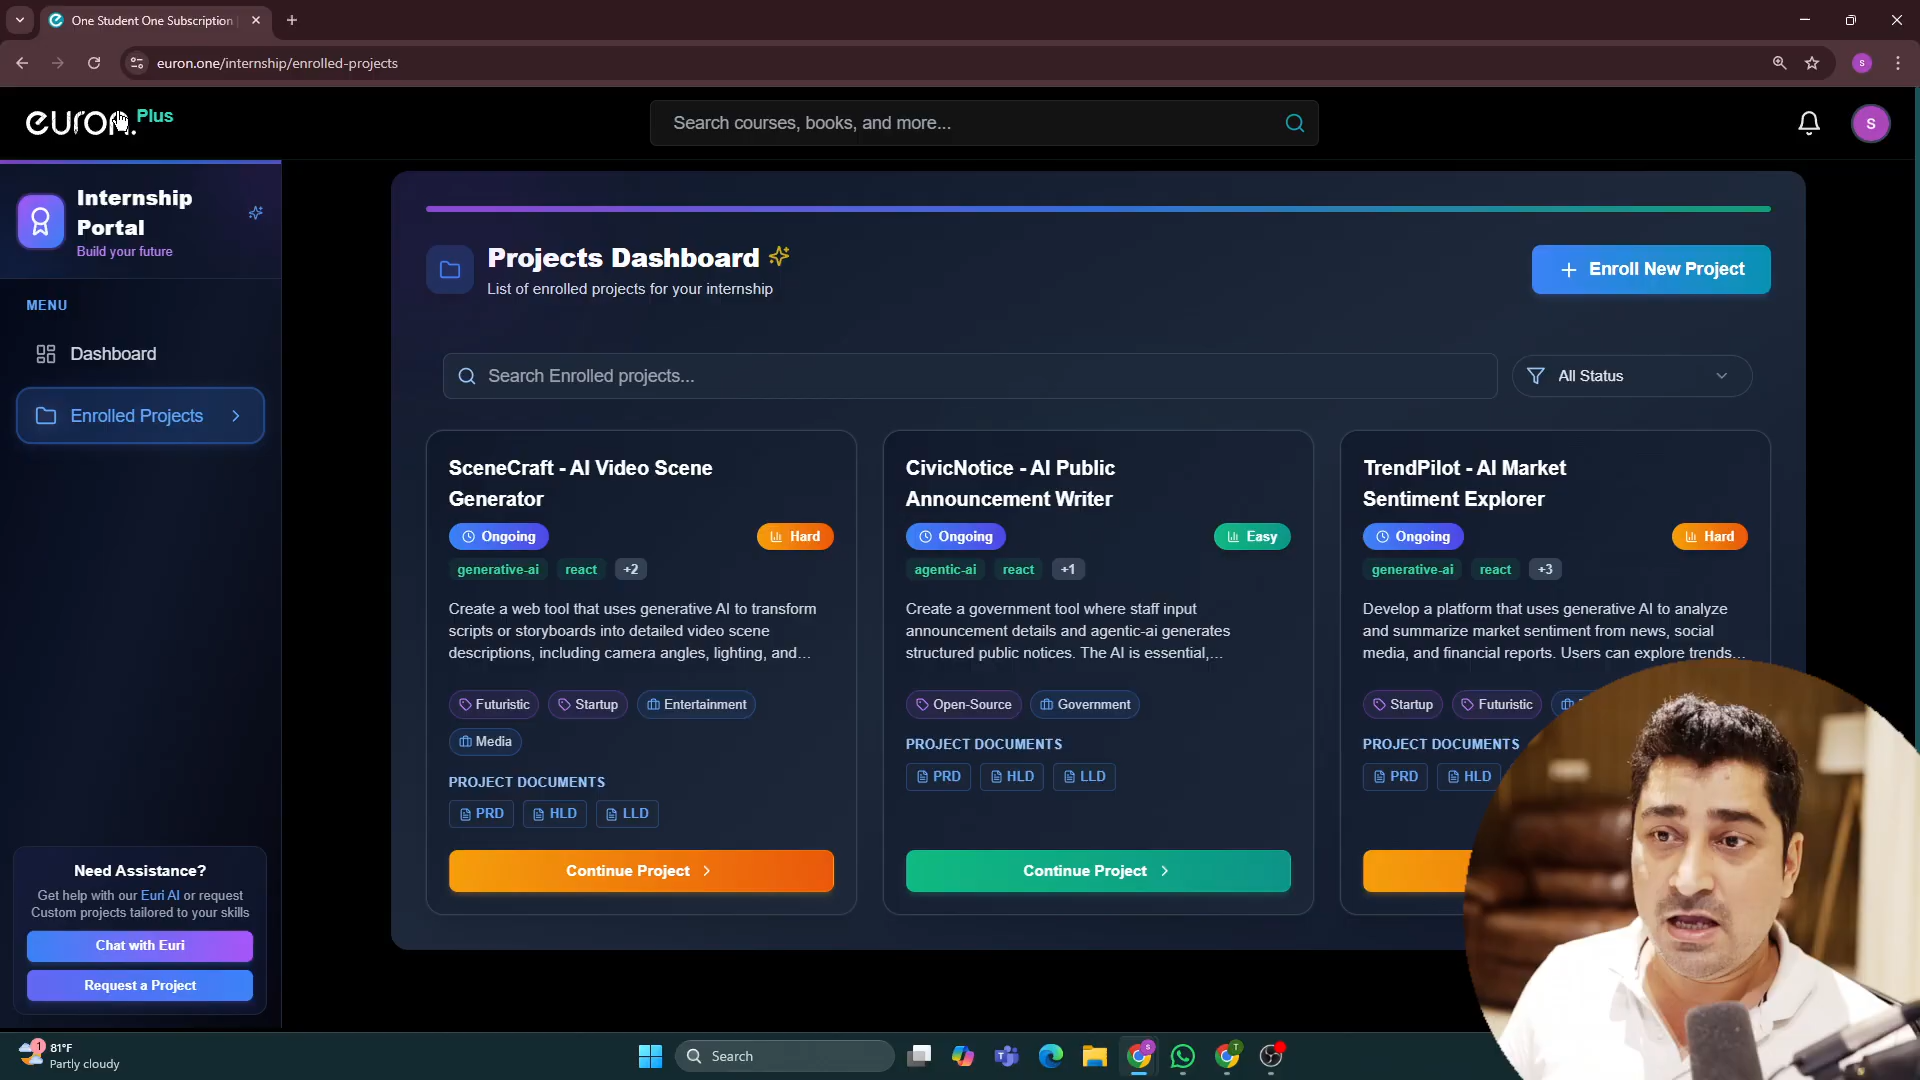 One Student One Subscription
euron.one/internship/enrolled-projects
S
euron. Plus
Search courses, books, and more...
S
Internship
Portal
Build your future
MENU
Dashboard
Enrolled Projects
Projects Dashboard
List of enrolled projects for your internship
Enroll New Project
Search Enrolled projects...
All Status
SceneCraft - AI Video Scene
Generator
Ongoing
Hard
generative-ai react +2
Create a web tool that uses generative AI to transform
scripts or storyboards into detailed video scene
descriptions, including camera angles, lighting, and...
Futuristic Startup Entertainment
Media
PROJECT DOCUMENTS
PRD HLD LLD
Continue Project
CivicNotice - AI Public
Announcement Writer
Ongoing
Easy
agentic-ai react +1
Create a government tool where staff input
announcement details and agentic-ai generates
structured public notices. The AI is essential,...
Open-Source Government
PROJECT DOCUMENTS
PRD HLD LLD
Continue Project
TrendPilot - AI Market
Sentiment Explorer
Ongoing
Hard
generative-ai react +3
Develop a platform that uses generative AI to analyze
and summarize market sentiment from news, social
media, and financial reports. Users can explore trends...
Startup Futuristic
PROJECT DOCUMENTS
PRD HLD
Need Assistance?
Get help with our Euri AI or request
Custom projects tailored to your skills
Chat with Euri
Request a Project
1
81°F
Partly cloudy
Search
S
T